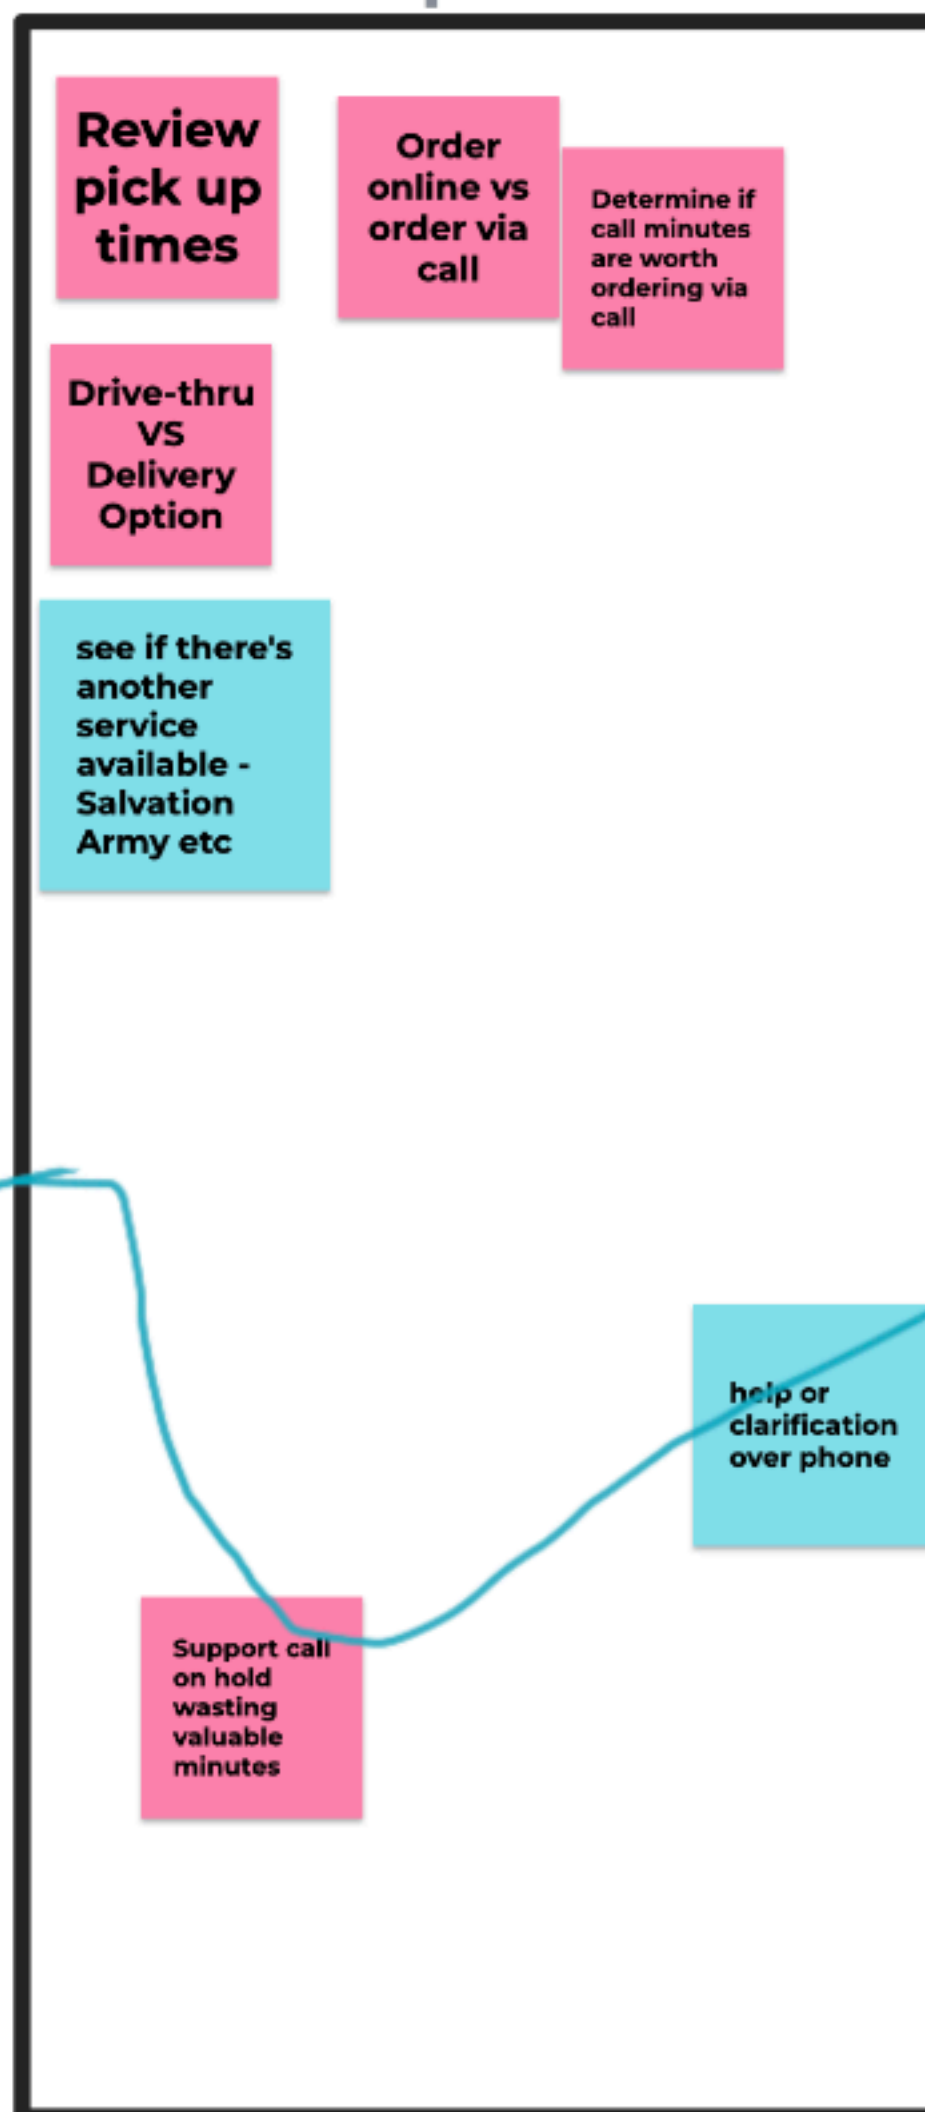 Review
pick up
times
Order
online vs
order via
call
Determine if
call minutes
are worth
ordering via
call
Drive-thru
VS
Delivery
Option
see if there's
another
service
available -
Salvation
Army etc
help or
clarification
over phone
Support call
on hold
wasting
valuable
minutes